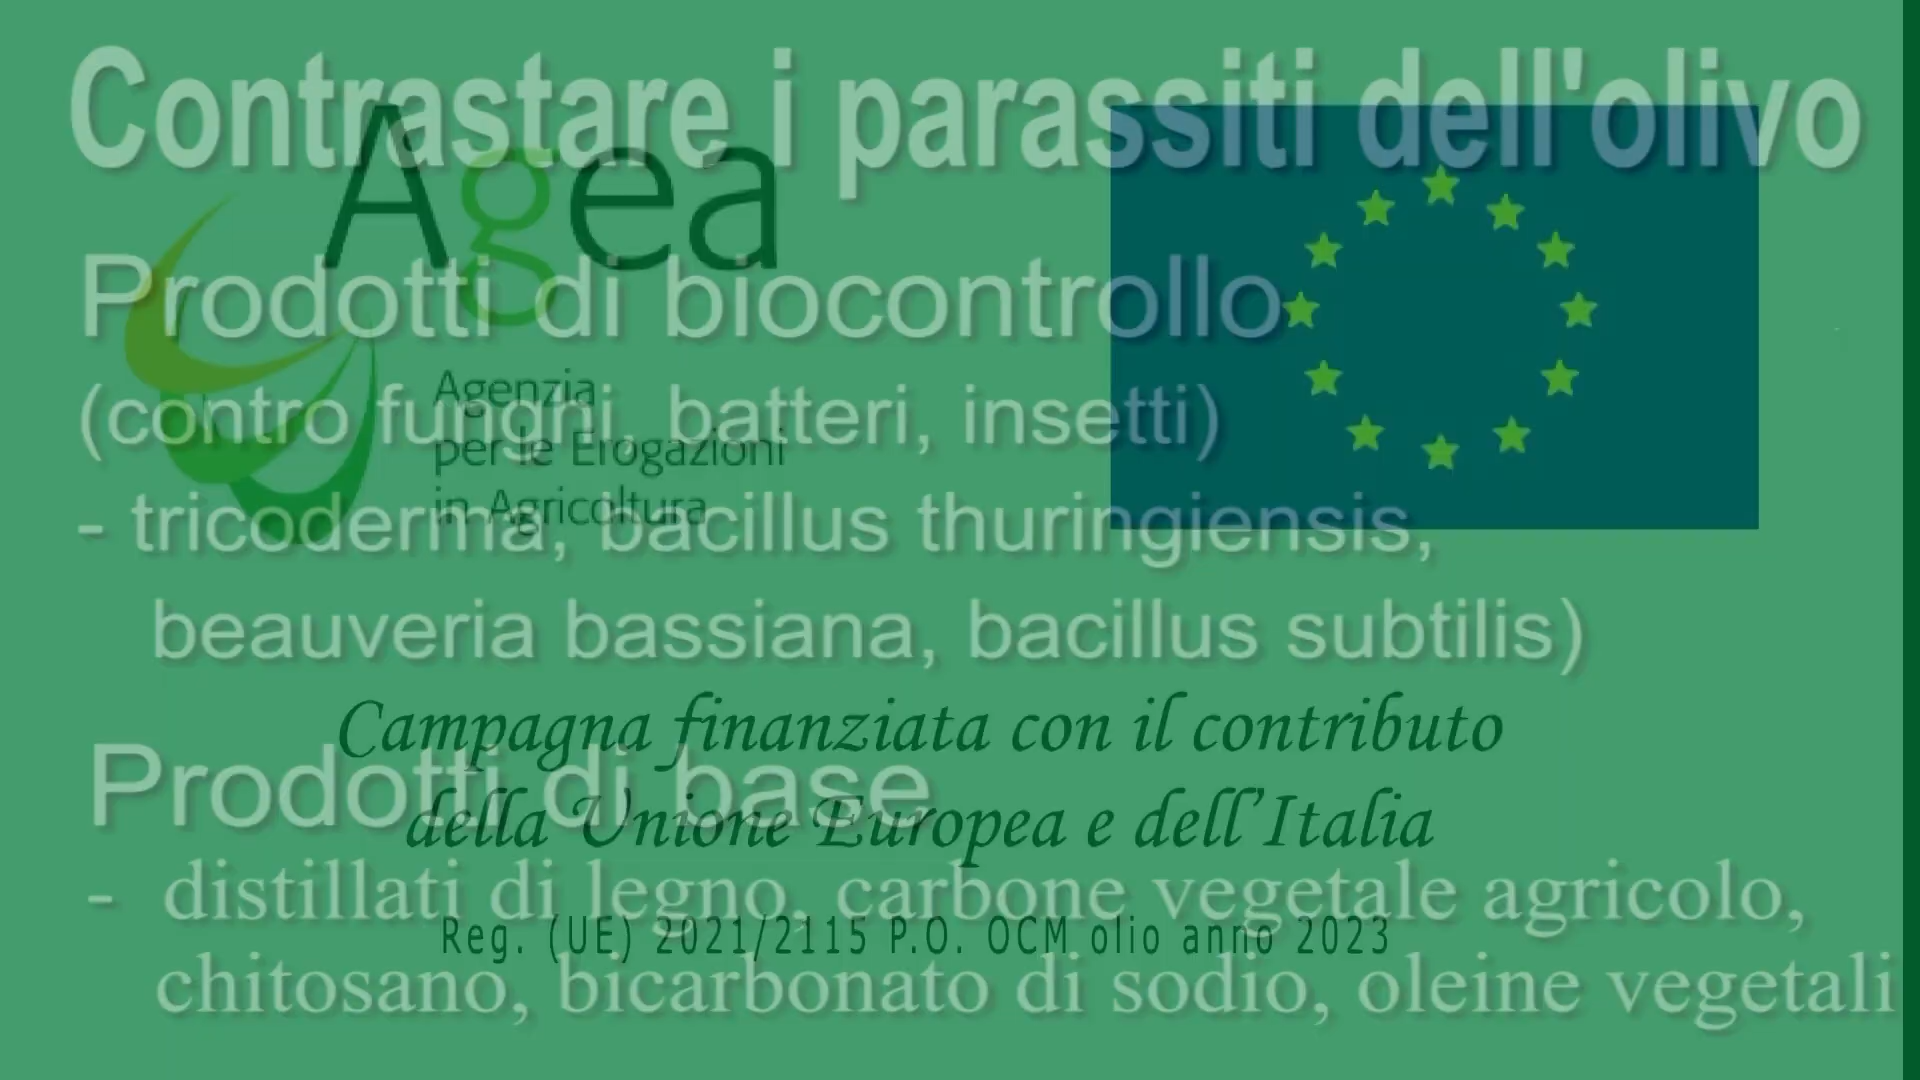 Contrastare i parassiti dell'olivo
Agea
Prodotti di biocontrollo
Agenzia
per le Erogazioni
in Agricoltura
(contro funghi, batteri, insetti)
- tricoderma, bacillus thuringiensis,
beauveria bassiana, bacillus subtilis)
Campagna finanziata con il contributo
della Unione Europea e dell'Italia
Prodotti di base
- distillati di legno, carbone vegetale agricolo,
Reg. (UE) 2021/2115 P.O. OCM olio anno 2023
chitosano, bicarbonato di sodio, oleine vegetali